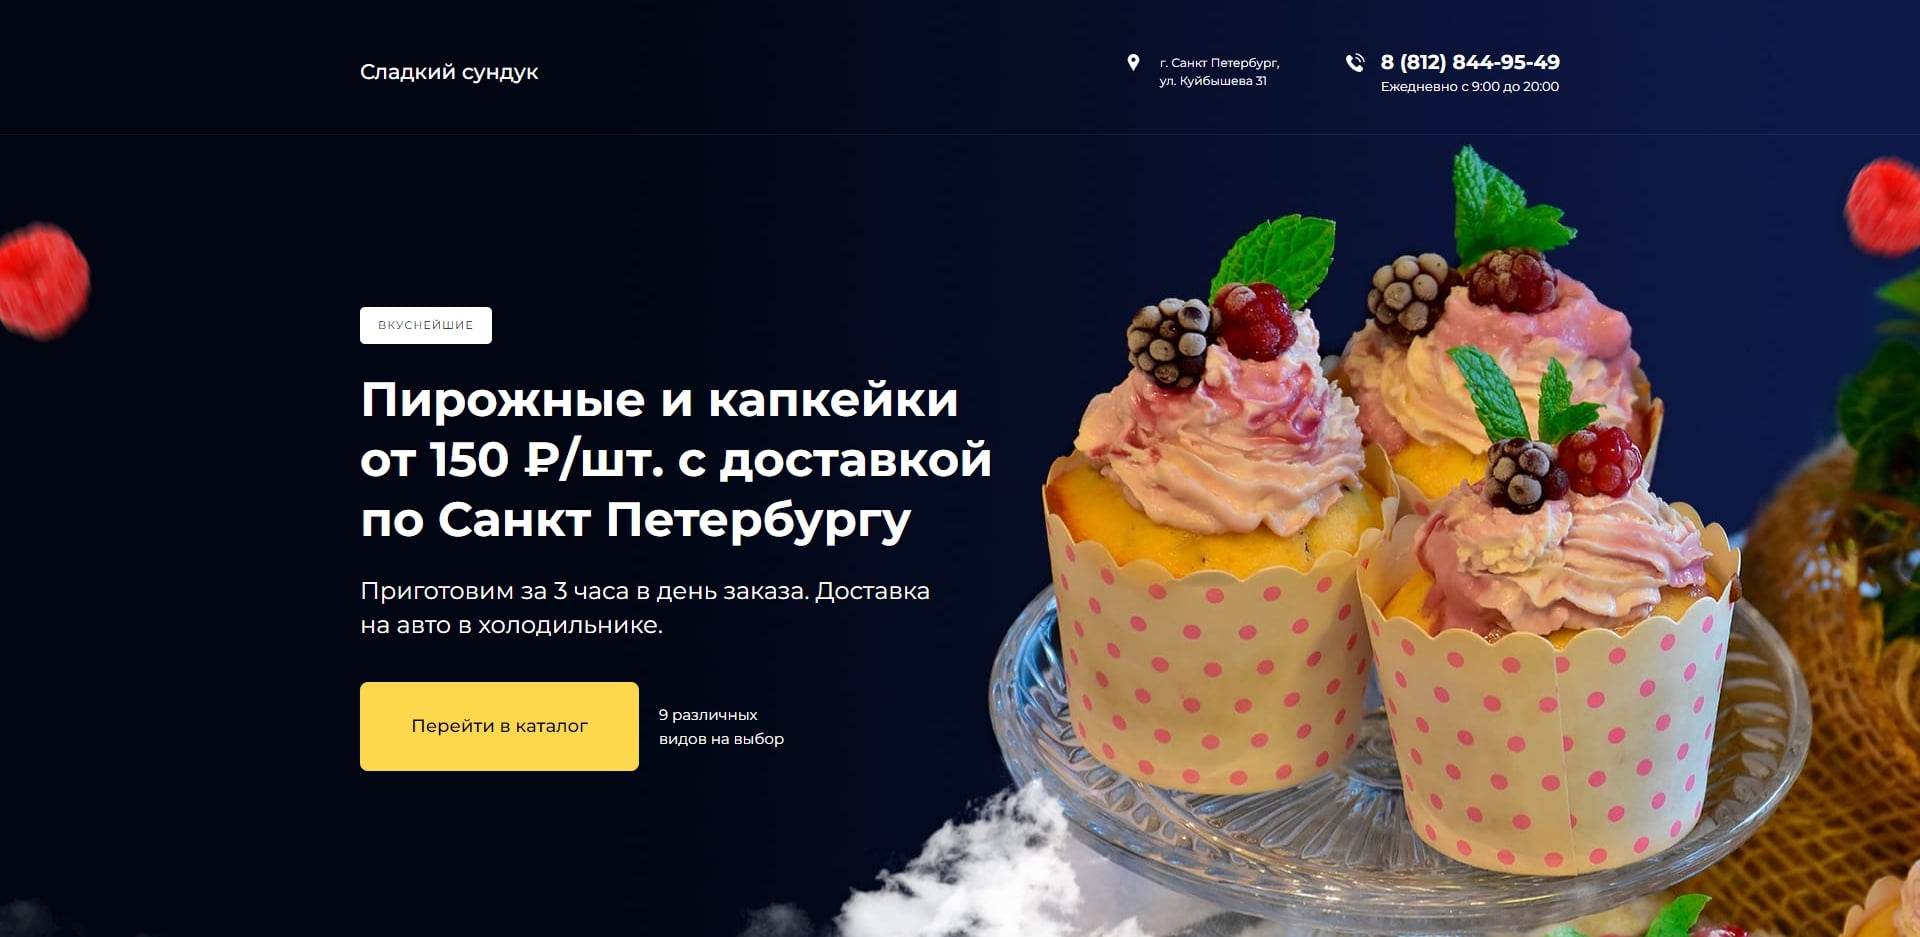 Сладкий сундук
г. Санкт Петербург,
ул. Куйбышева 31
8 (812) 844-95-49
Ежедневно с 9:00 до 20:00
ВКУСНЕЙШИЕ
Пирожные и капкейки
от 150 ₽/шт. с доставкой
по Санкт Петербургу
Приготовим за 3 часа в день заказа. Доставка
на авто в холодильнике.
Перейти в каталог
9 различных
видов на выбор